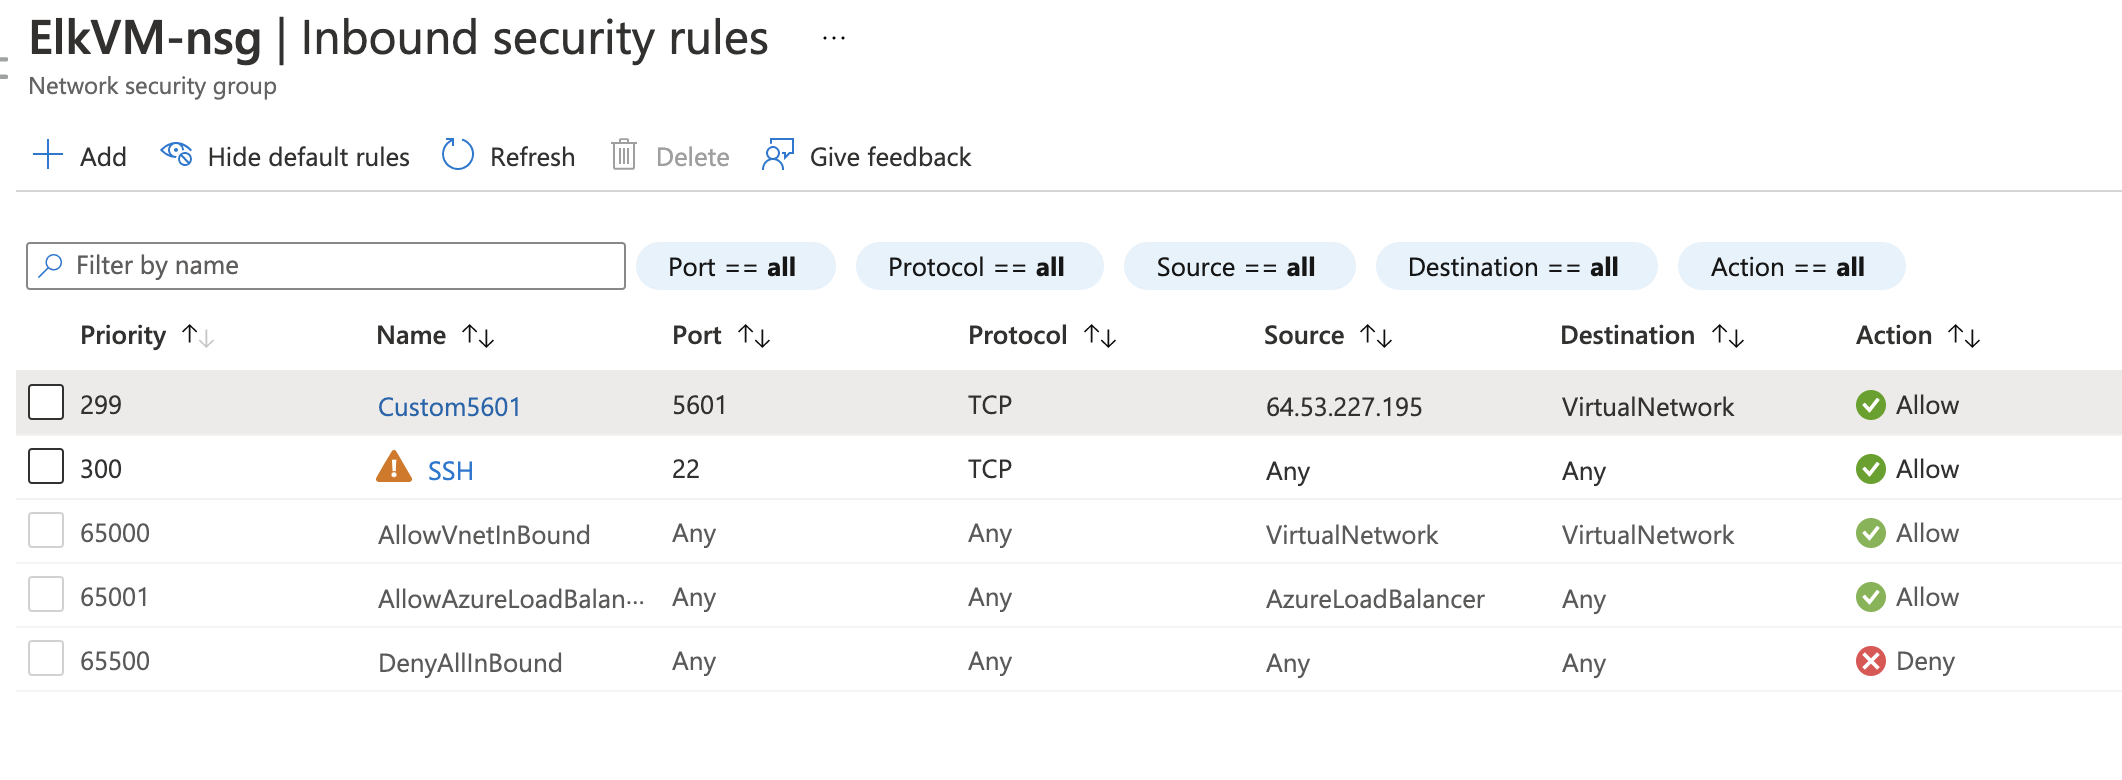 ElkVM-nsg | Inbound security rules ...
Network security group
Add Hide default rules Refresh Delete Give feedback
Filter by name Port == all Protocol == all Source == all Destination == all Action == all
Priority ↑↓ Name ↑↓ Port ↑↓ Protocol ↑↓ Source ↑↓ Destination ↑↓ Action ↑↓
299 Custom5601 5601 TCP 64.53.227.195 VirtualNetwork Allow
300 SSH 22 TCP Any Any Allow
65000 AllowVnetInBound Any Any VirtualNetwork VirtualNetwork Allow
65001 AllowAzureLoadBalan... Any Any AzureLoadBalancer Any Allow
65500 DenyAllInBound Any Any Any Any Deny